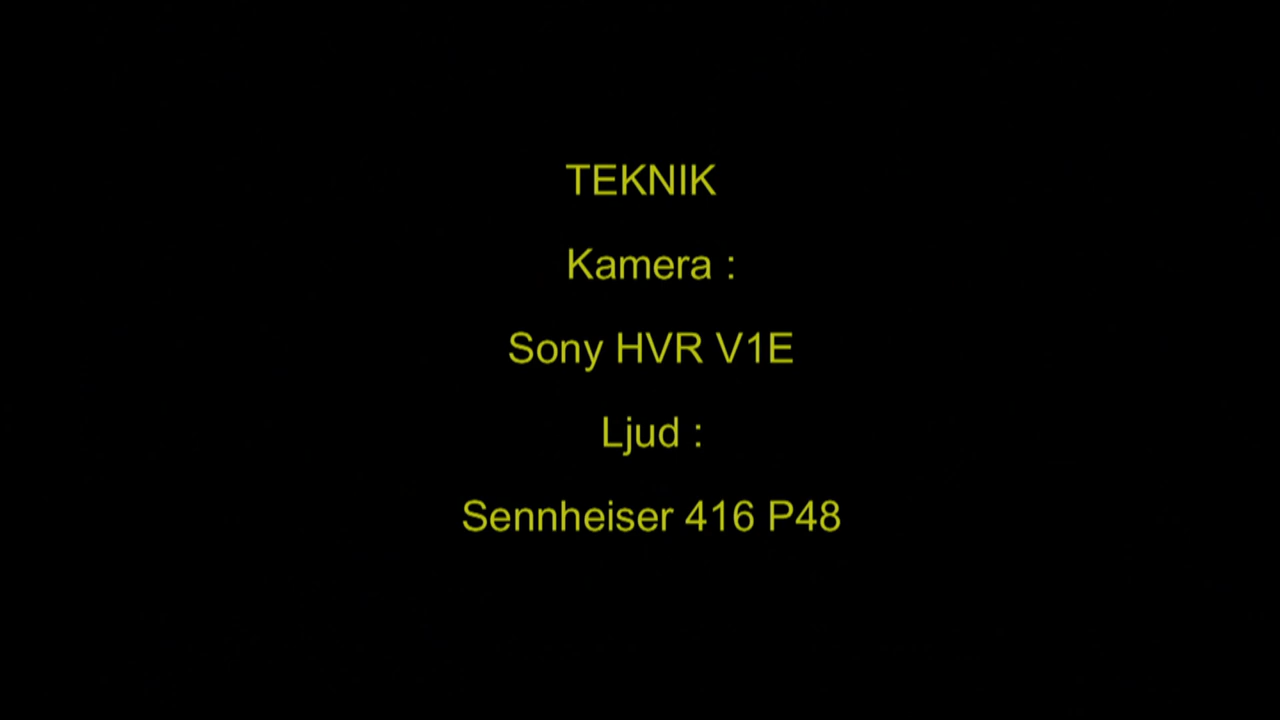 TEKNIK
Kamera :
Sony HVR V1E
Ljud :
Sennheiser 416 P48